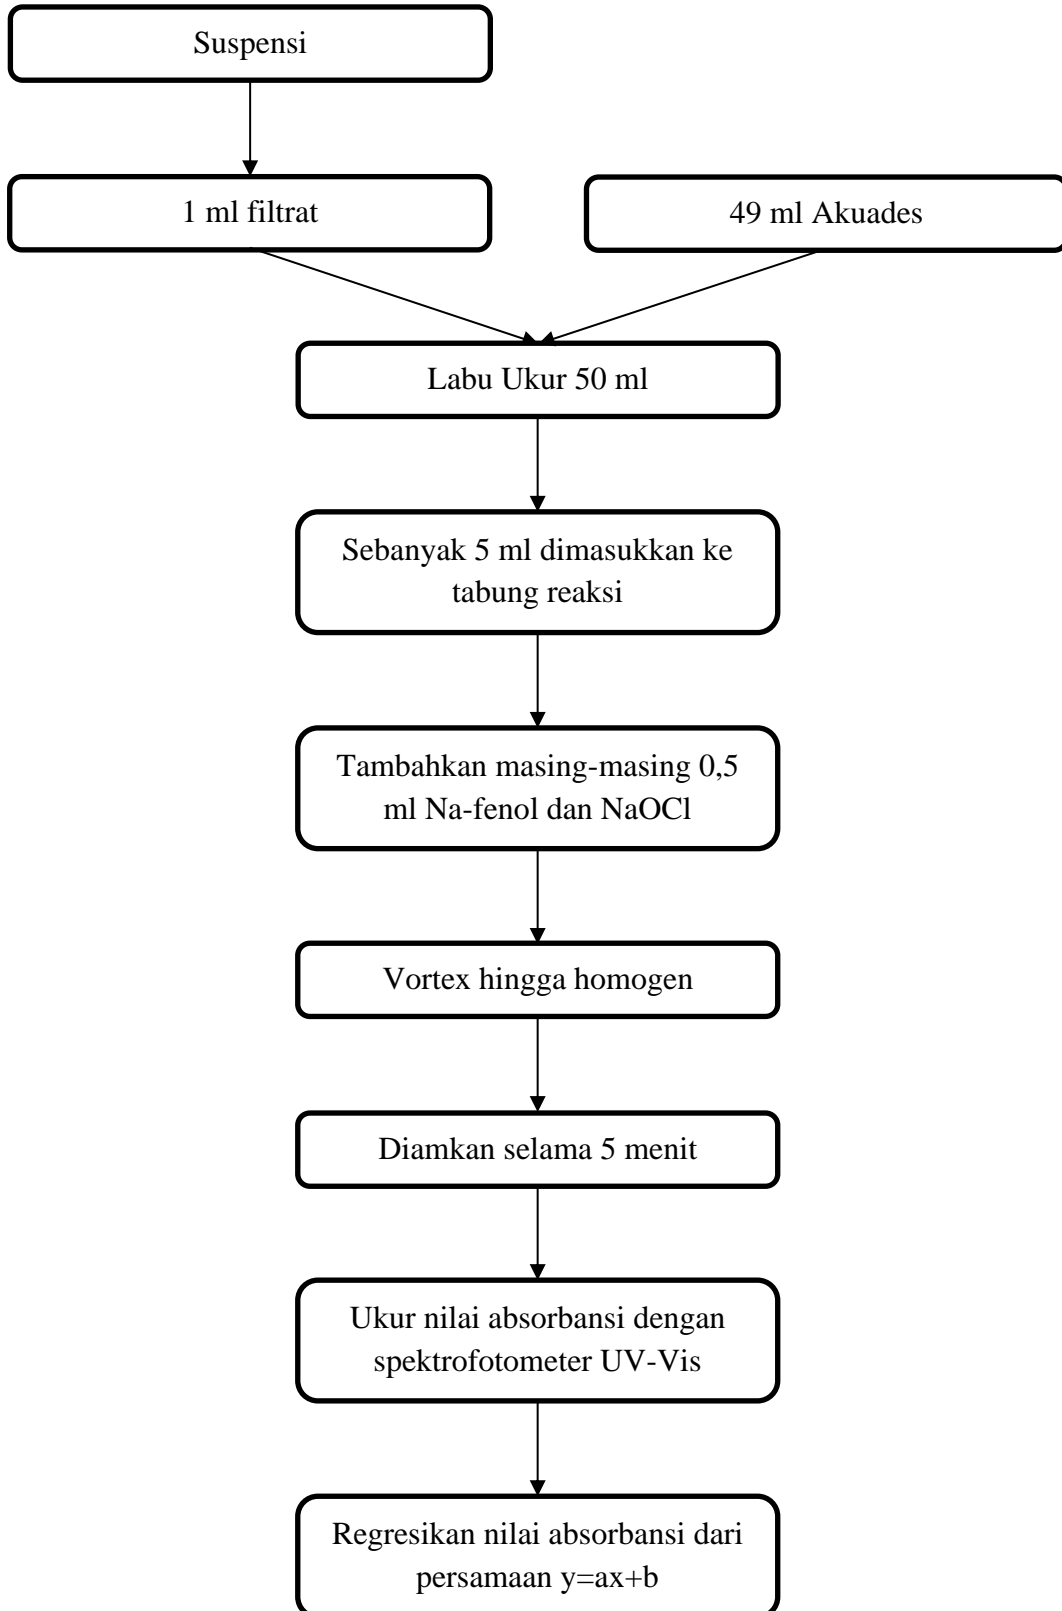 Suspensi
1 ml filtrat
49 ml Akuades
Labu Ukur 50 ml
Sebanyak 5 ml dimasukkan ke
tabung reaksi
Tambahkan masing-masing 0,5
ml Na-fenol dan NaOCl
Vortex hingga homogen
Diamkan selama 5 menit
Ukur nilai absorbansi dengan
spektrofotometer UV-Vis
Regresikan nilai absorbansi dari
persamaan y=ax+b